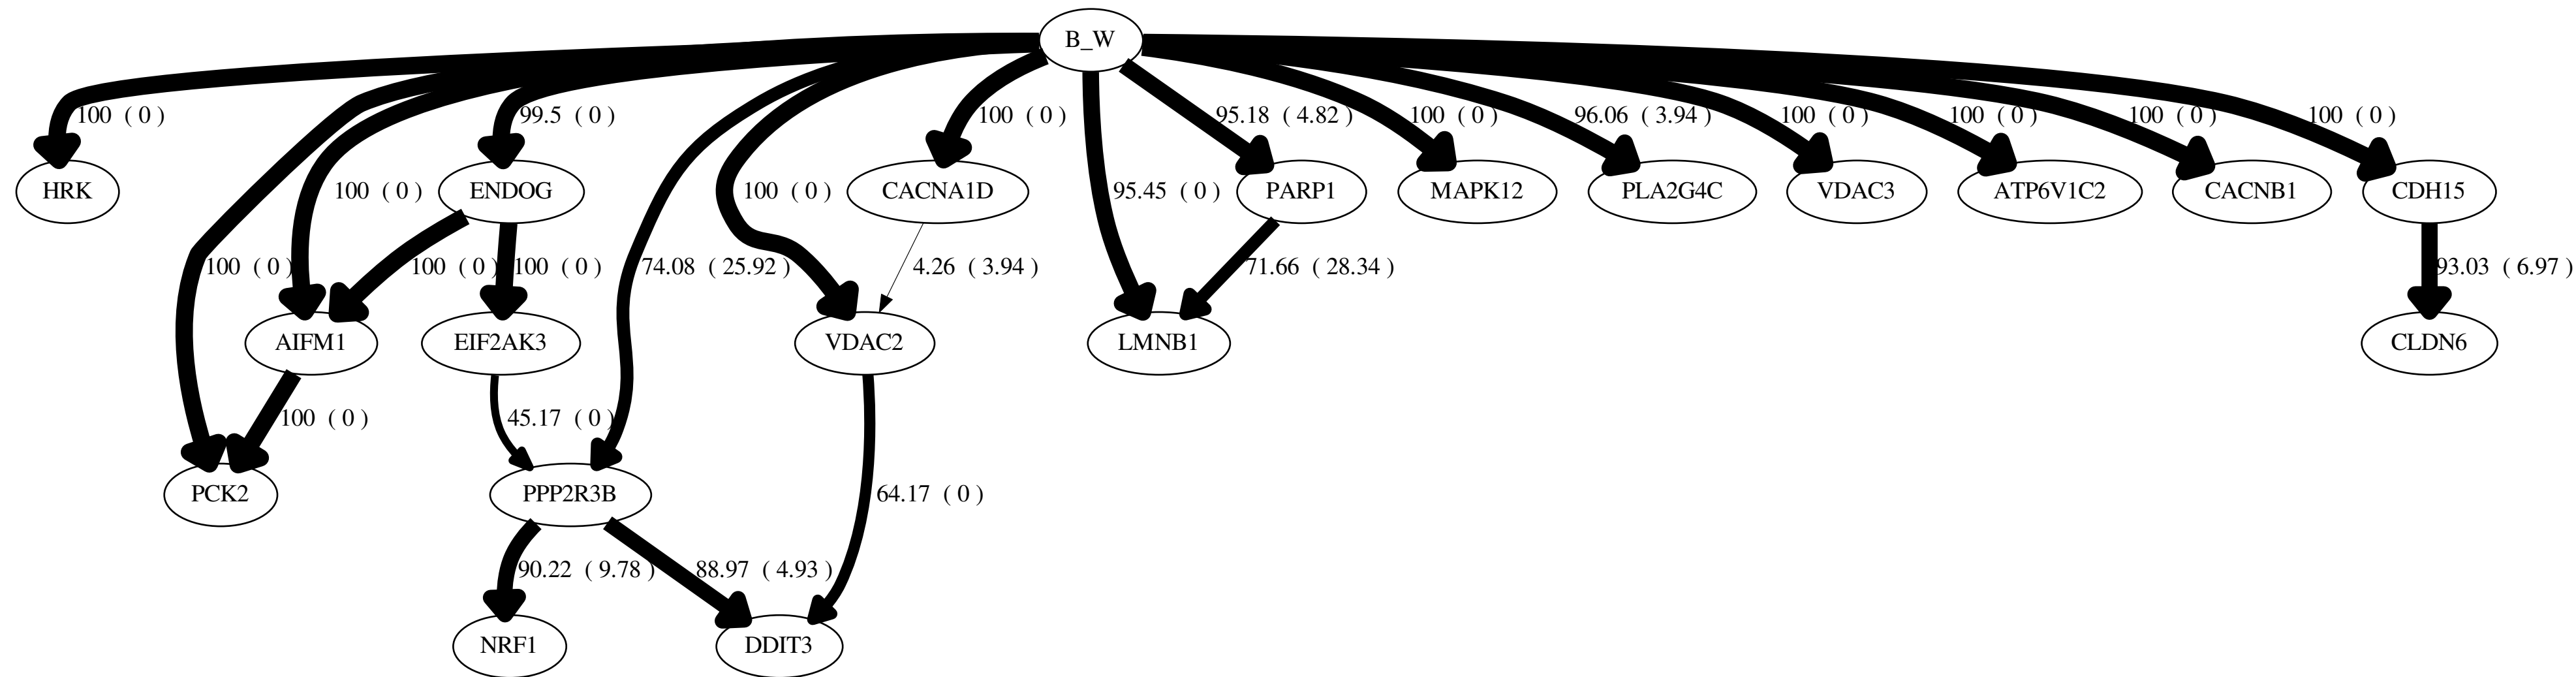 B_W
100 ( 0 )
99.5 ( 0 )
100 ( 0 )
95.18 ( 4.82 )
100 ( 0 )
96.06 ( 3.94 )
100 ( 0 )
100 ( 0 )
100 ( 0 )
100 ( 0 )
HRK
100 ( 0 )
ENDOG
100 ( 0 )
CACNA1D
95.45 ( 0 )
PARP1
MAPK12
PLA2G4C
VDAC3
ATP6V1C2
CACNB1
CDH15
100 ( 0 )
100 ( 0 )
100 ( 0 )
74.08 ( 25.92 )
4.26 ( 3.94 )
71.66 ( 28.34 )
93.03 ( 6.97 )
AIFM1
EIF2AK3
VDAC2
LMNB1
CLDN6
100 ( 0 )
45.17 ( 0 )
PCK2
PPP2R3B
64.17 ( 0 )
90.22 ( 9.78 )
88.97 ( 4.93 )
NRF1
DDIT3